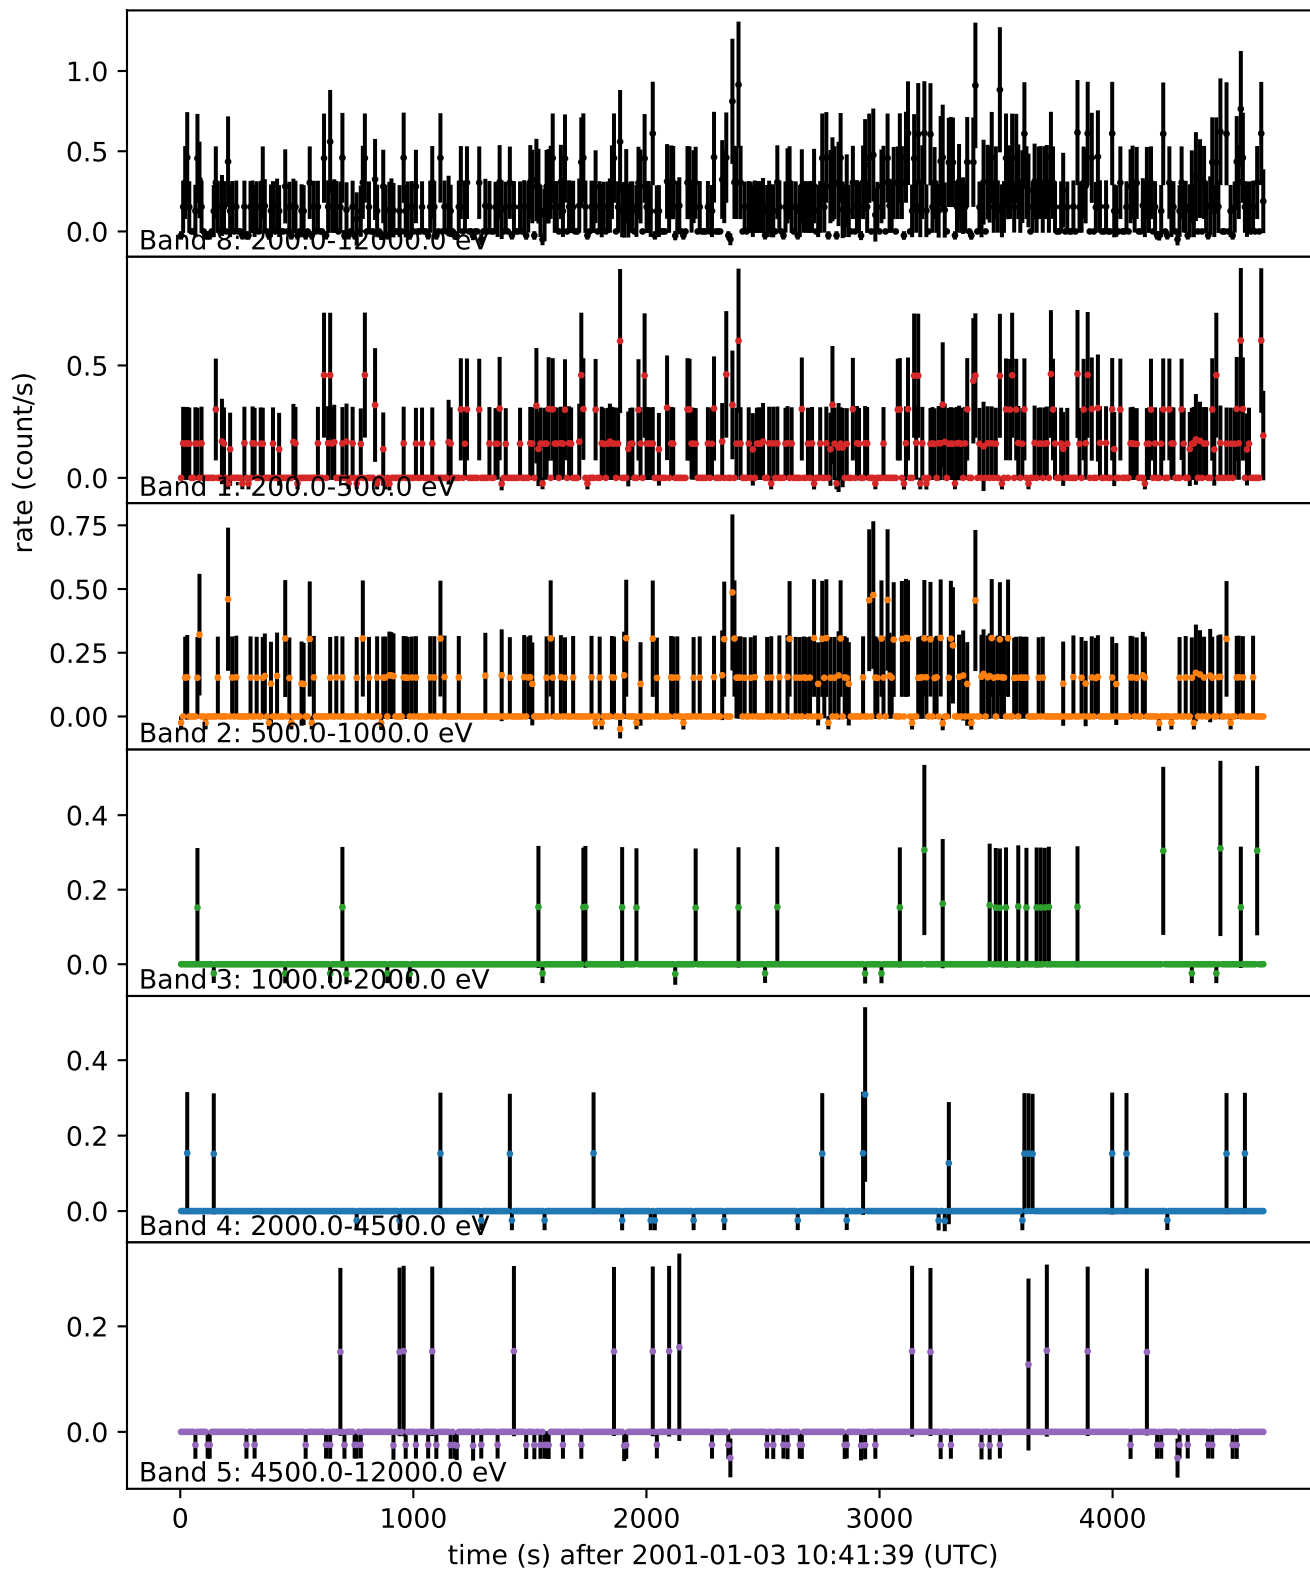 1.0
0.5
0.0
Band 8: 200.0-12000.0 eV
0.5
0.0
Band 1: 200.0-500.0 eV
rate (count/s)
0.75
0.50
0.25
0.00
Band 2: 500.0-1000.0 eV
0.4
0.2
0.0
Band 3: 1000.0-2000.0 eV
0.4
0.2
0.0
Band 4: 2000.0-4500.0 eV
0.2
0.0
Band 5: 4500.0-12000.0 eV
0 1000 2000 3000 4000
time (s) after 2001-01-03 10:41:39 (UTC)